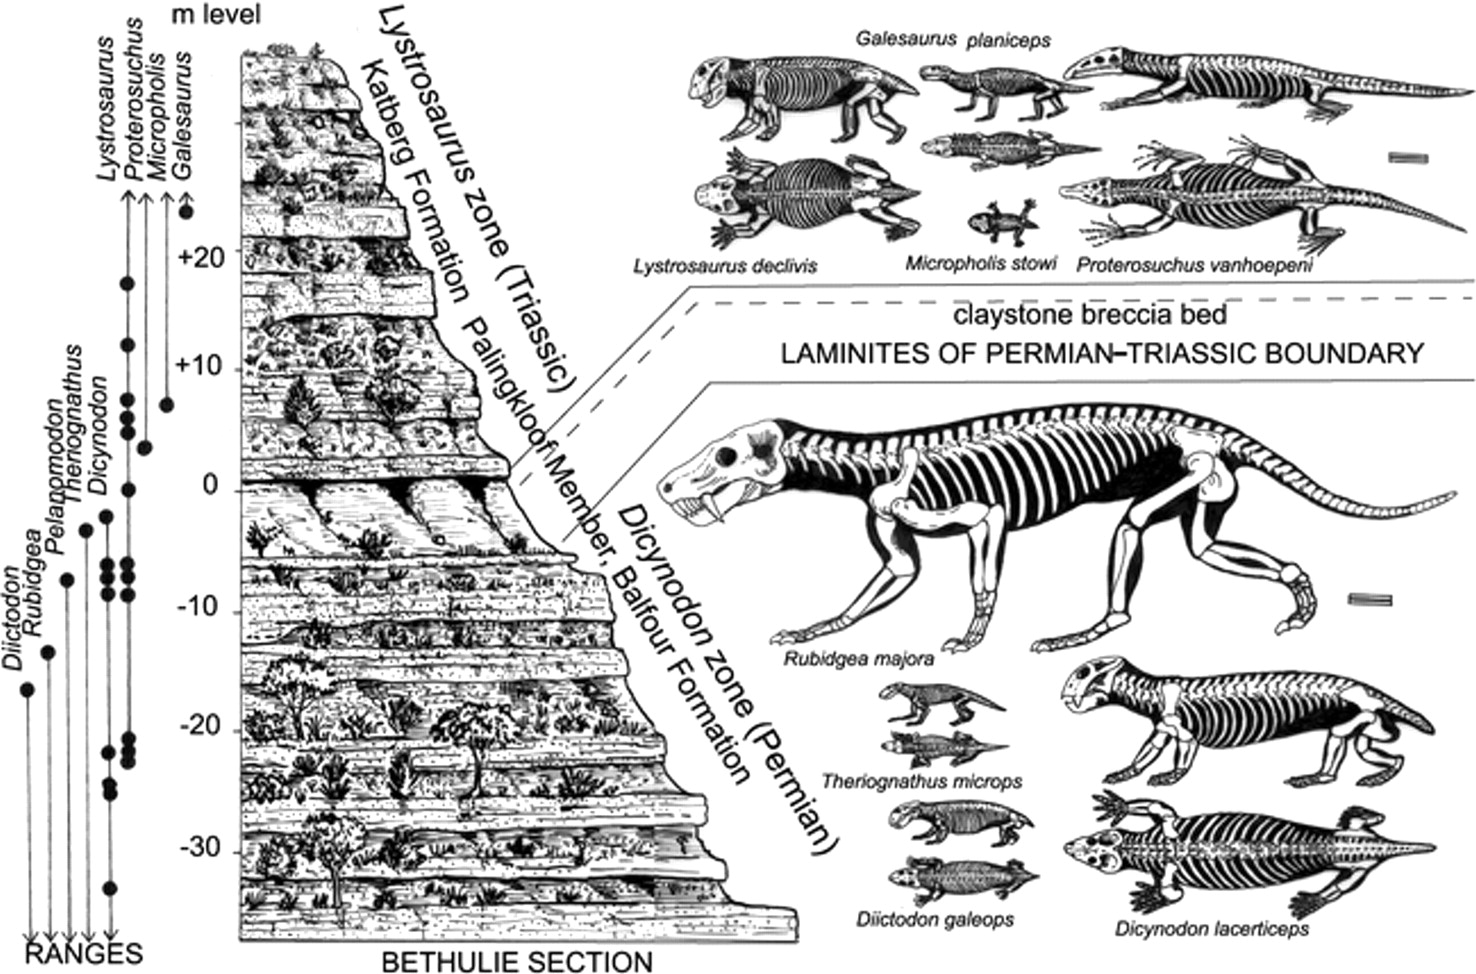 m level
Lystrosaurus
Proterosuchus
Micropholis
Galesaurus
+20
+10
0
-10
-20
-30
Diictodon
Rubidgea
Pelanomodon
Theriognathus
Dicynodon
RANGES
BETHULIE SECTION
Lystrosaurus zone (Triassic)
Katberg Formation Palingkloof Member, Balfour Formation
Dicynodon zone (Permian)
Galesaurus planiceps
Lystrosaurus declivis
Micropholis stowi
Proterosuchus vanhoepeni
claystone breccia bed
LAMINITES OF PERMIAN-TRIASSIC BOUNDARY
Rubidgea majora
Theriognathus microps
Diictodon galeops
Dicynodon lacerticeps